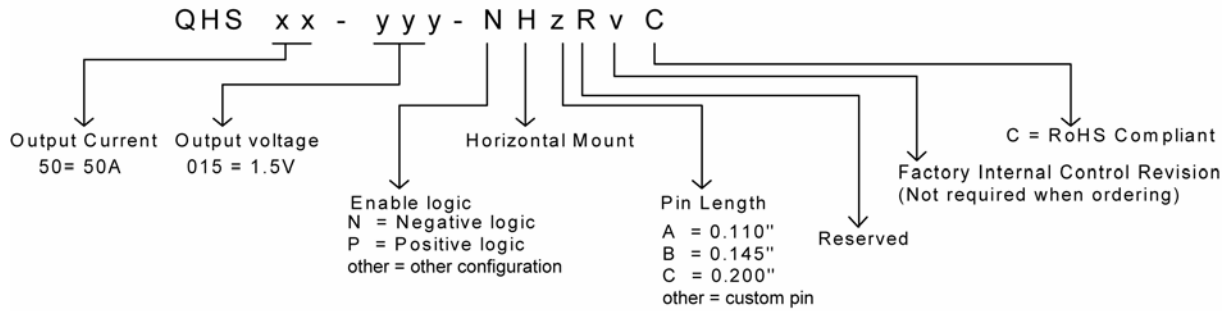 QHS xx - yyy - N H z R v C
Output Current
50= 50A
Output voltage
015 = 1.5V
Enable logic
N = Negative logic
P = Positive logic
other = other configuration
Horizontal Mount
Pin Length
A = 0.110"
B = 0.145"
C = 0.200"
other = custom pin
Reserved
Factory Internal Control Revision
(Not required when ordering)
C = RoHS Compliant